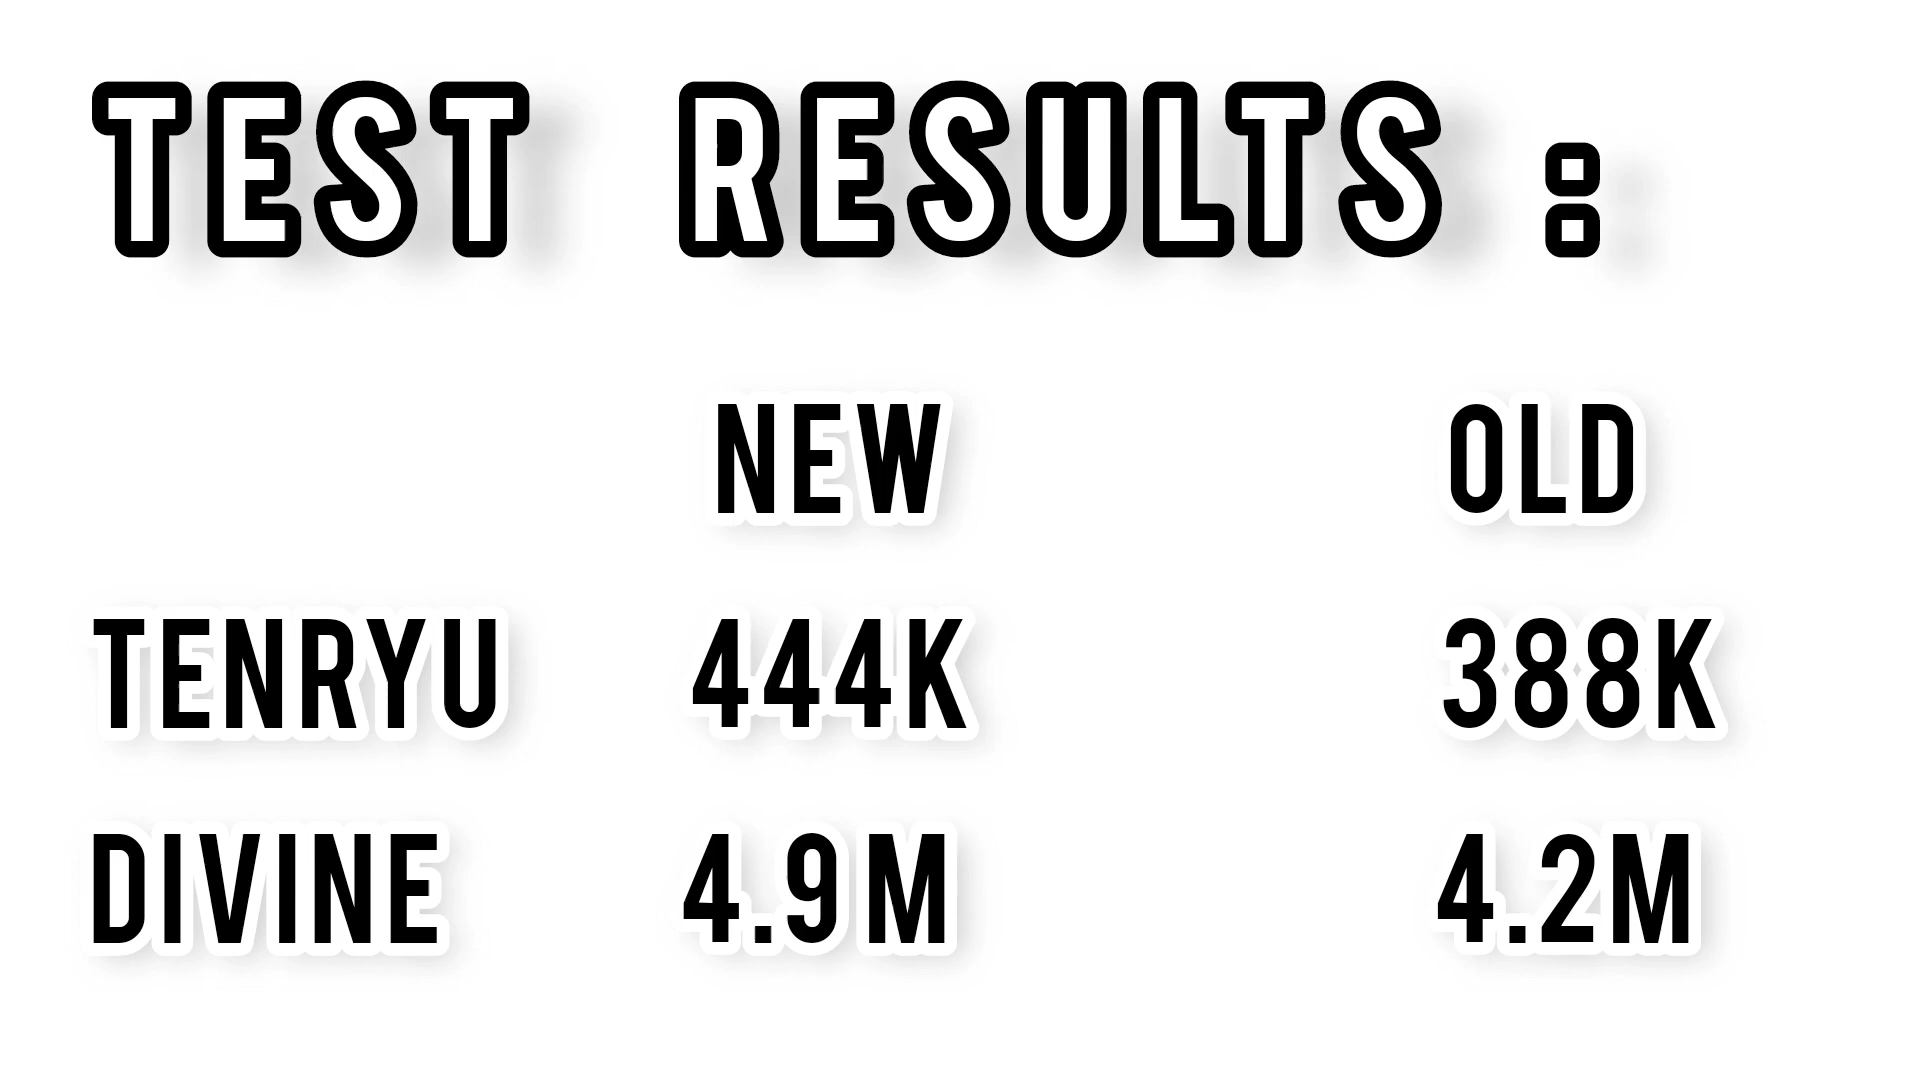 TEST RESULTS :
NEW OLD
TENRYU 444K 388K
DIVINE 4.9M 4.2M